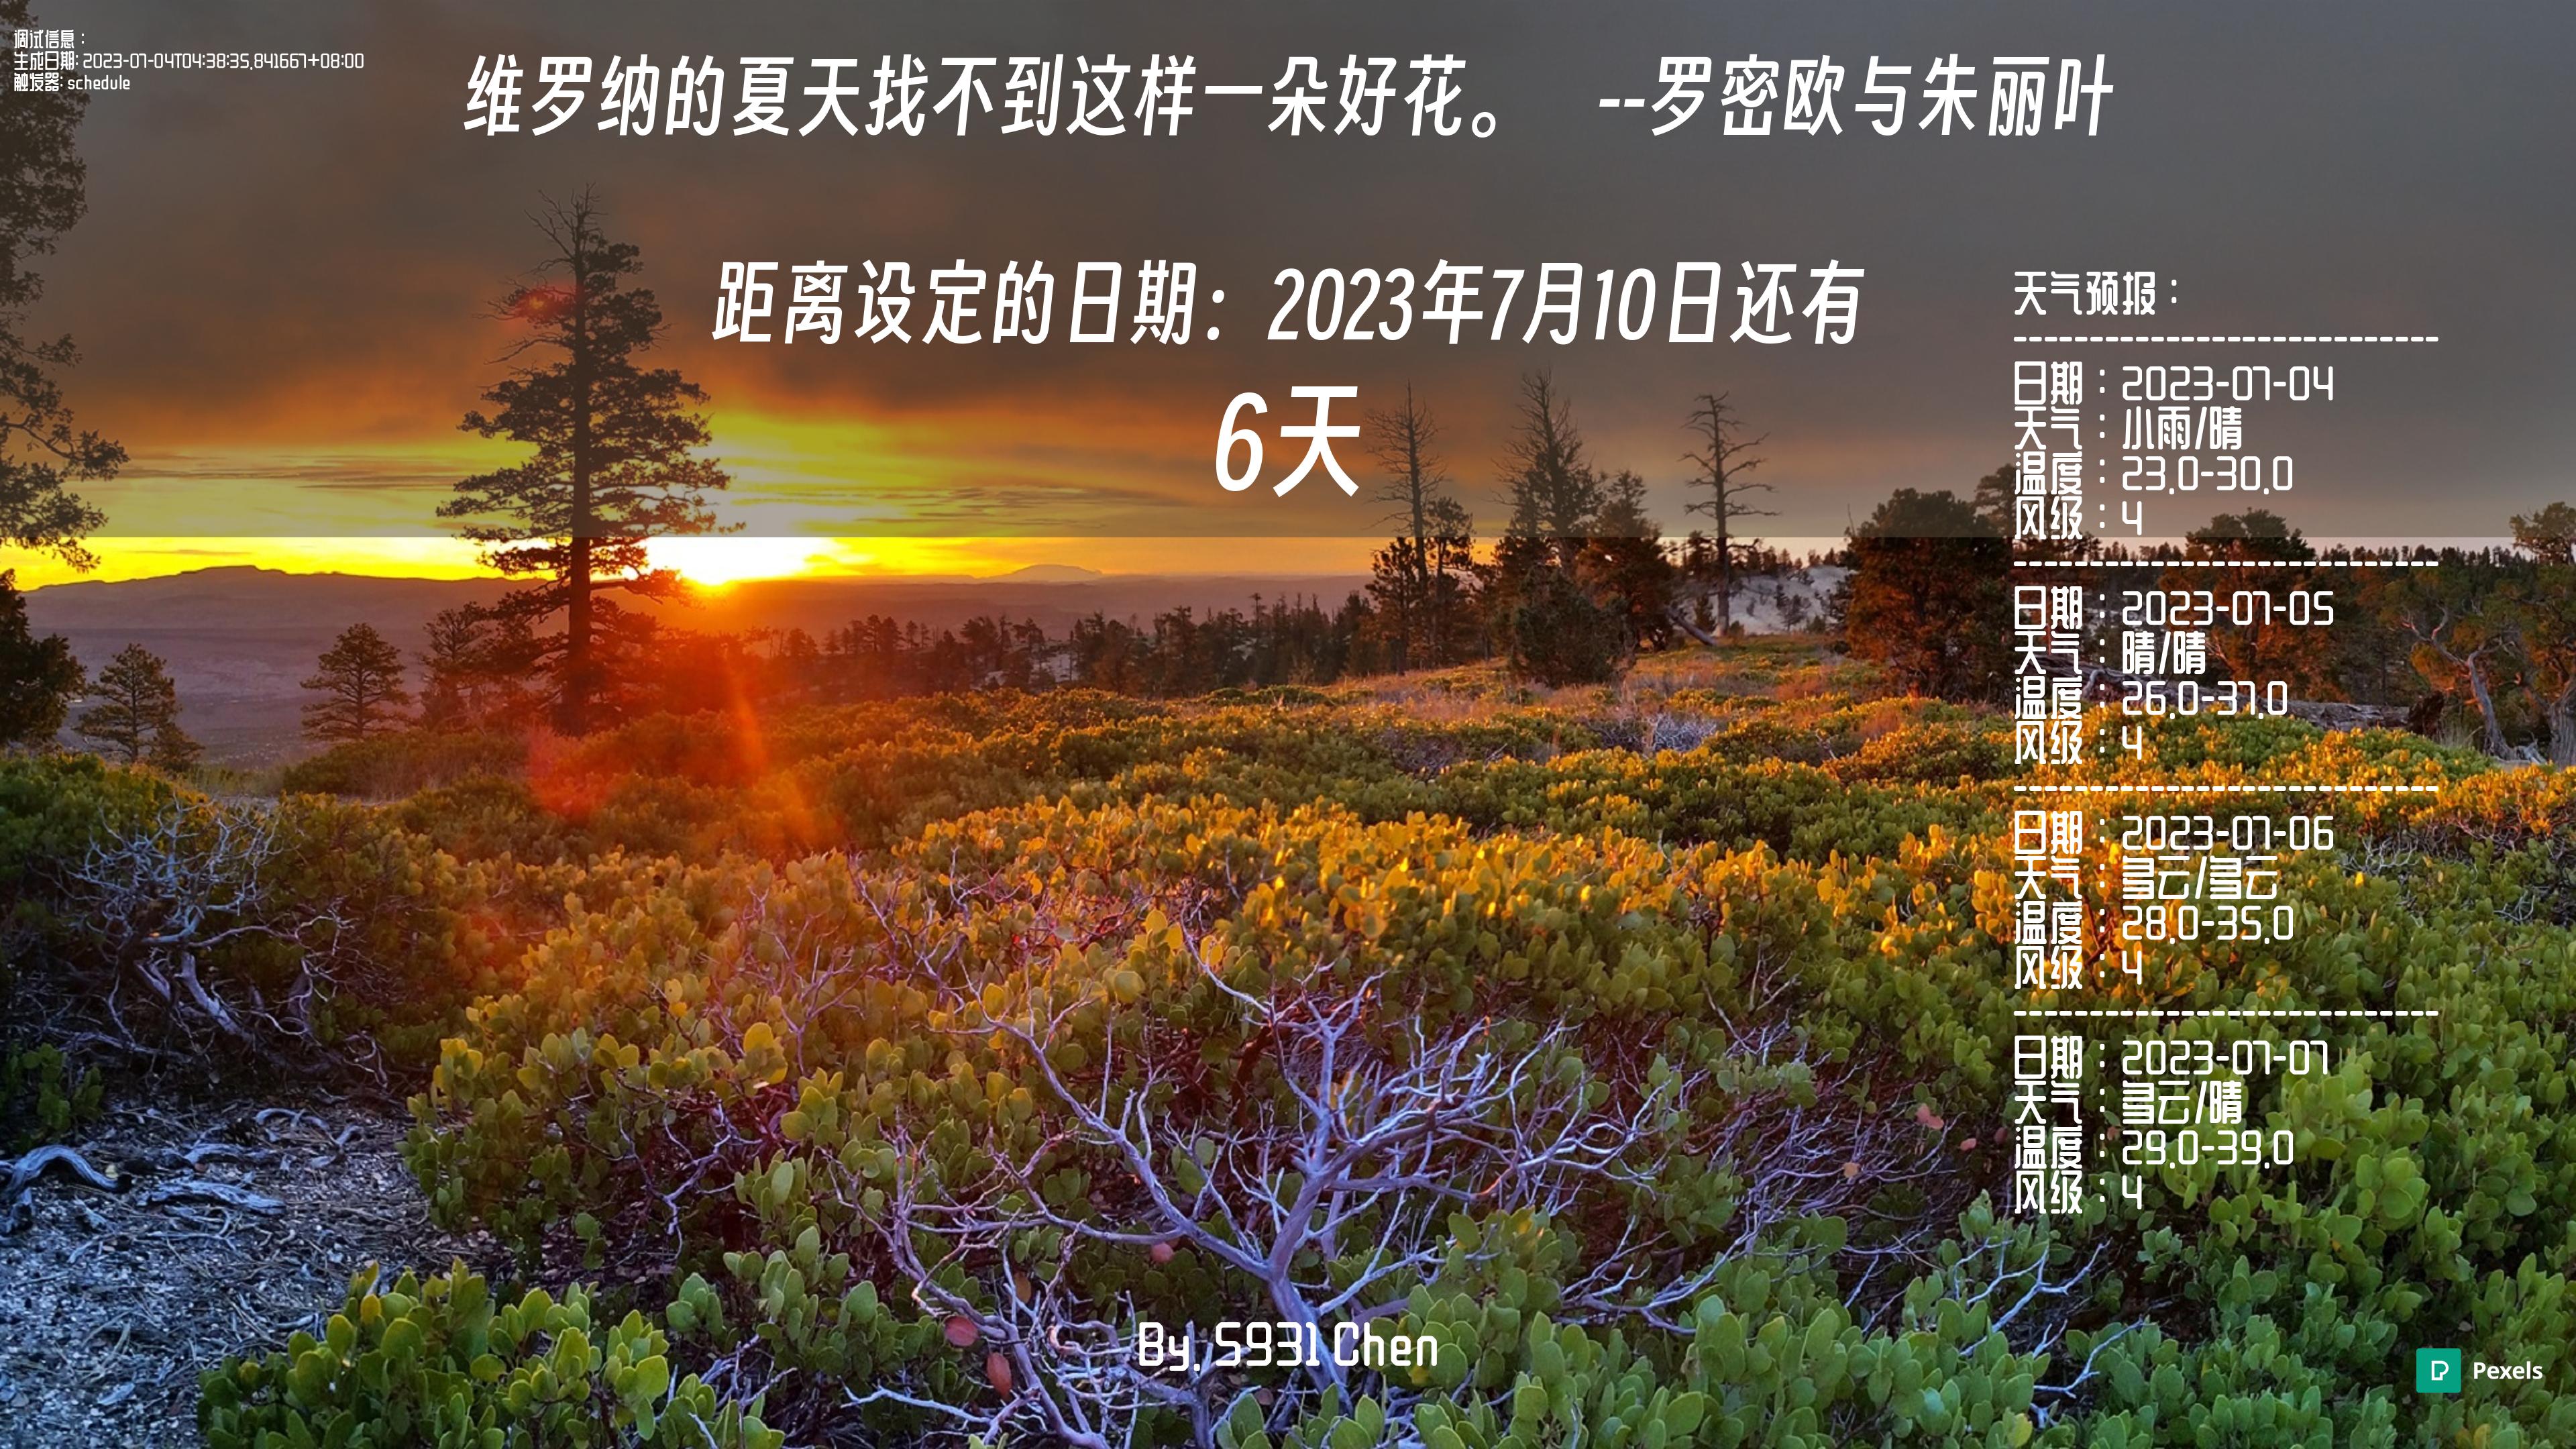 调试信息：
生成日期: 2023-07-04T04:38:35.841667+08:00
触发器: schedule
维罗纳的夏天找不到这样一朵好花。 --罗密欧与朱丽叶
距离设定的日期：2023年7月10日还有
6天
天气预报：
----------------------------
日期：2023-07-04
天气：小雨/晴
温度：23.0-30.0
风级：4
----------------------------
日期：2023-07-05
天气：晴/晴
温度：26.0-37.0
风级：4
----------------------------
日期：2023-07-06
天气：多云/多云
温度：28.0-35.0
风级：4
----------------------------
日期：2023-07-07
天气：多云/晴
温度：29.0-39.0
风级：4
By. S931 Chen
Pexels